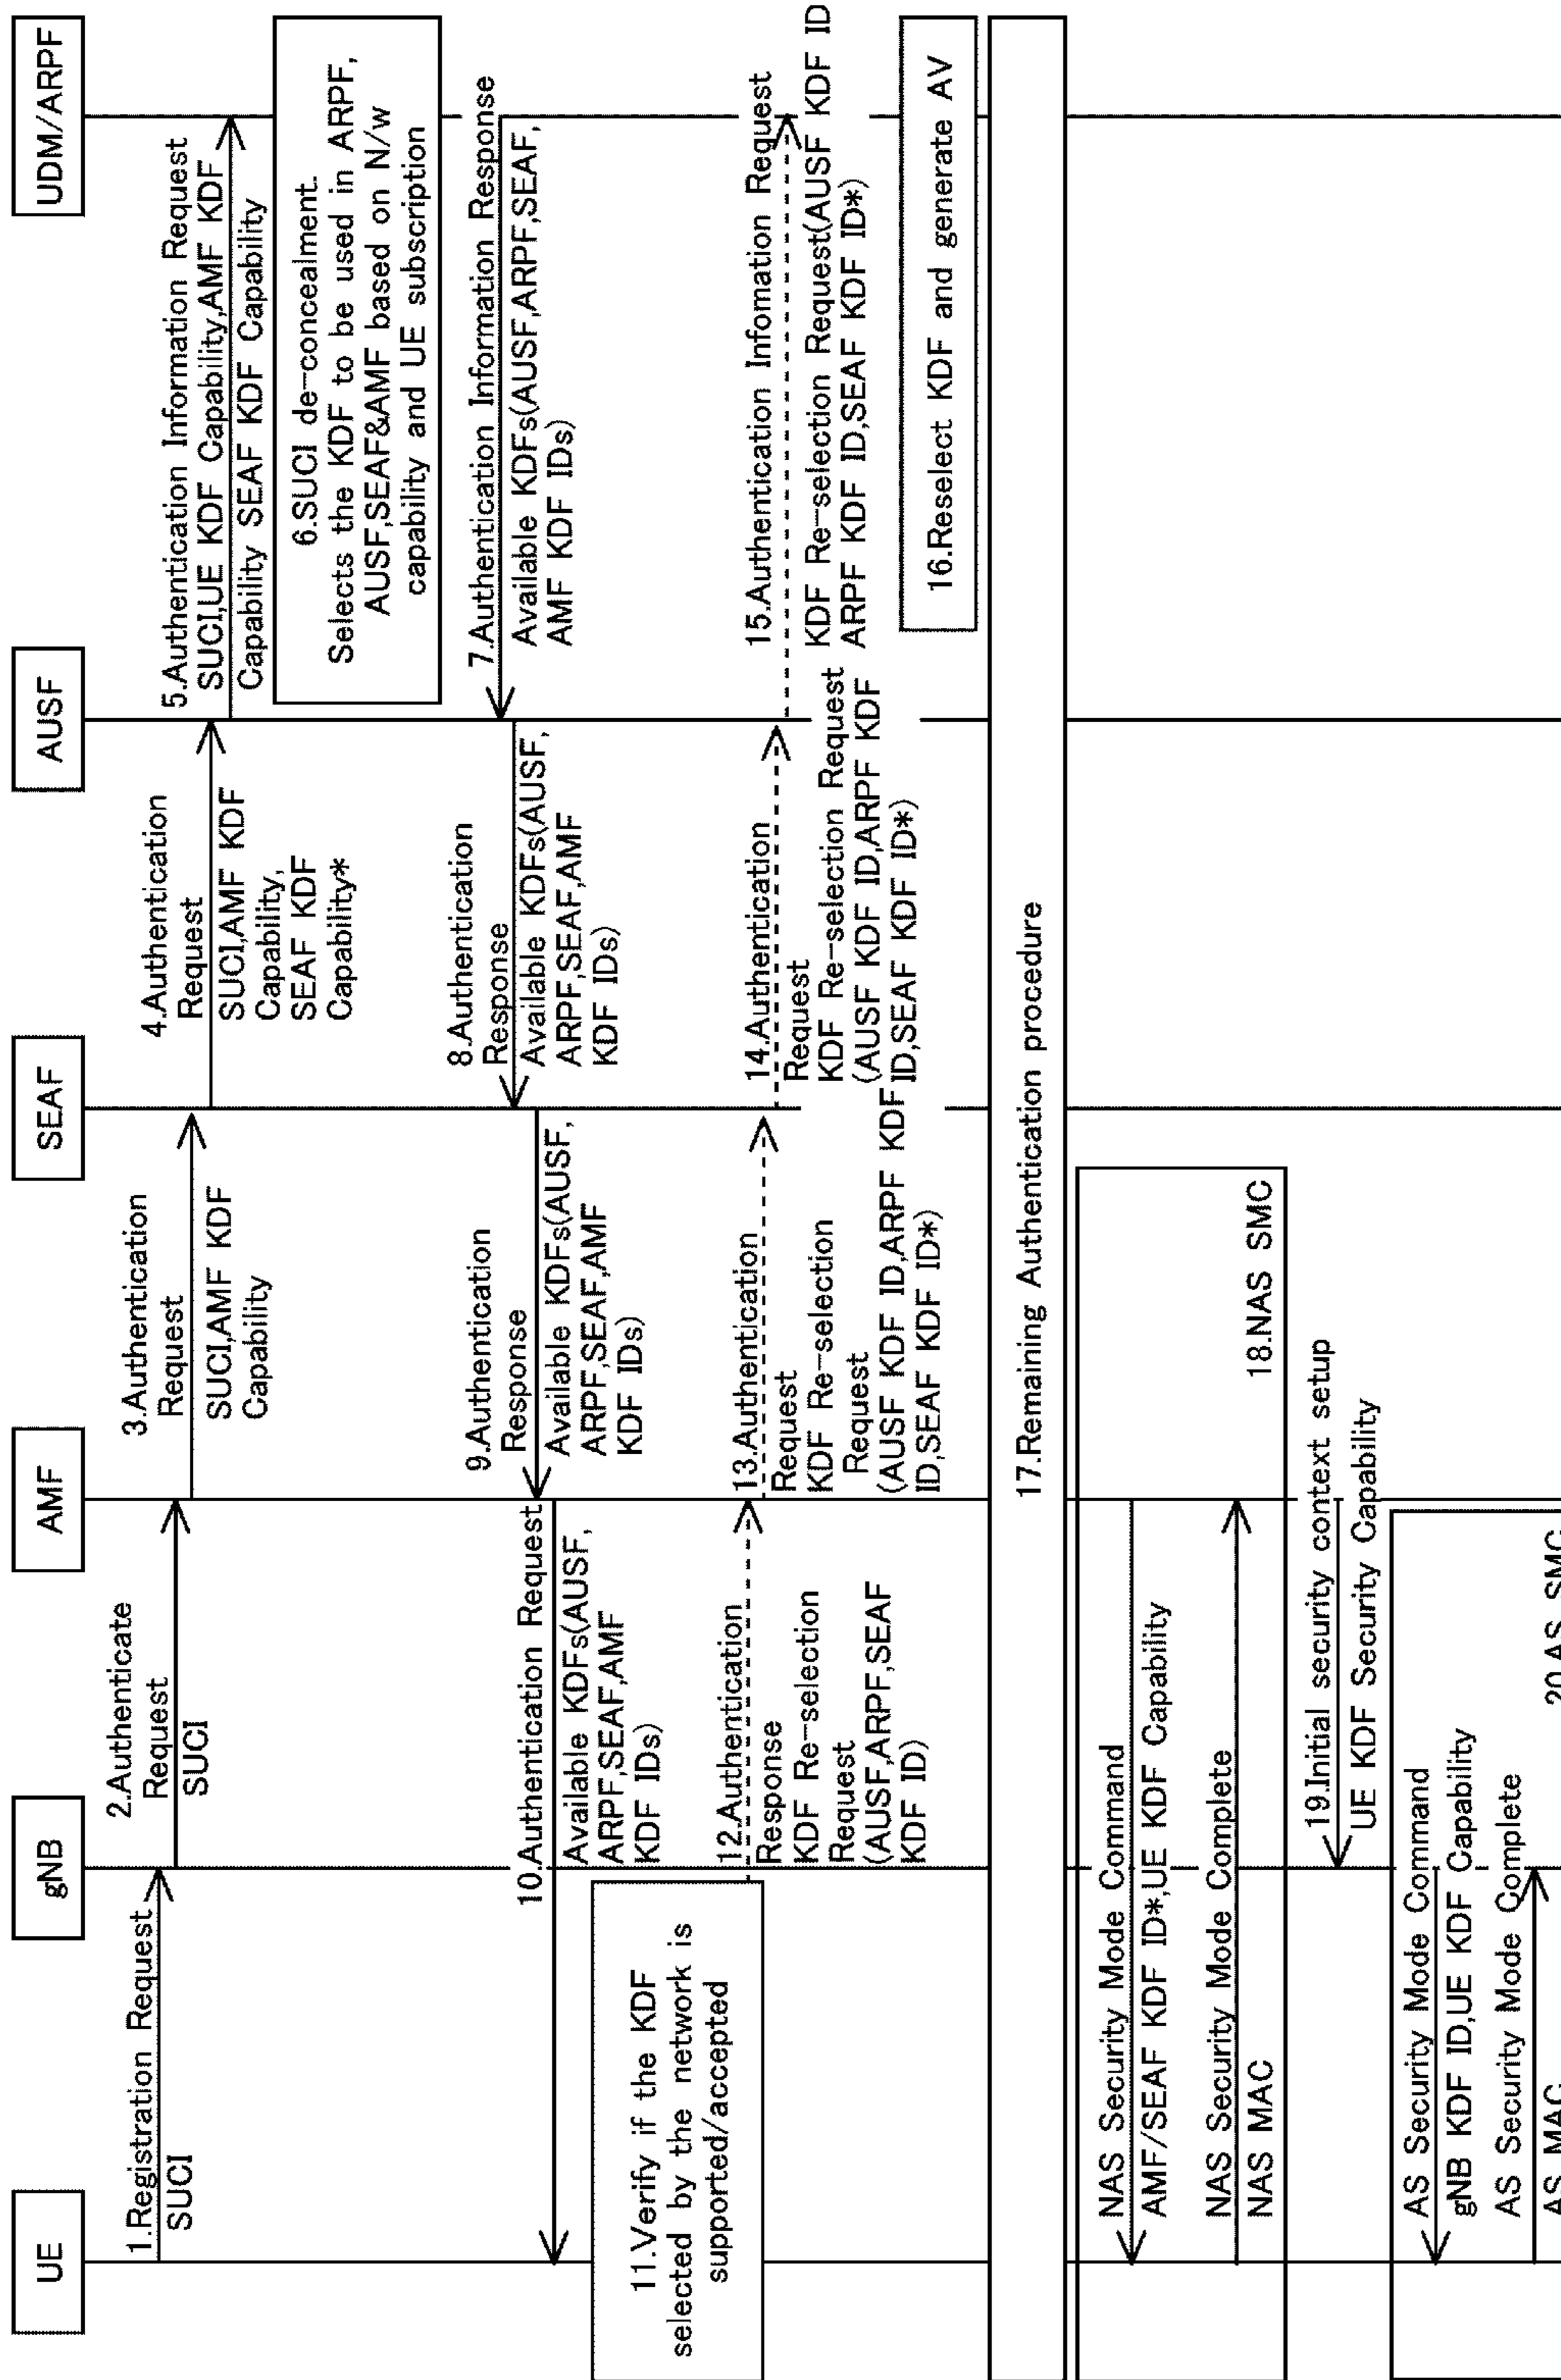 UE
gNB
AMF
SEAF
AUSF
UDM/ARPF
1.Registration Request
SUCI
2.Authenticate
Request
SUCI
3.Authentication
Request
SUCI,AMF KDF
Capability
4.Authentication
Request
SUCI,AMF KDF
Capability,
SEAF KDF
Capability*
5.Authentication Information Request
SUCI,UE KDF Capability,AMF KDF
Capability SEAF KDF Capability
6.SUCI de-concealment.
Selects the KDF to be used in ARPF,
AUSF,SEAF&AMF based on N/w
capability and UE subscription
7.Authentication Information Response
Available KDFs(AUSF,ARPF,SEAF,
AMF KDF IDs)
8.Authentication
Response
Available KDFs(AUSF,
ARPF,SEAF,AMF
KDF IDs)
9.Authentication
Response
Available KDFs(AUSF,
ARPF,SEAF,AMF
KDF IDs)
10.Authentication Request
Available KDFs(AUSF,
ARPF,SEAF,AMF
KDF IDs)
11.Verify if the KDF
selected by the network is
supported/accepted
12.Authentication
Response
KDF Re-selection
Request
(AUSF,ARPF,SEAF
KDF ID)
13.Authentication
Request
KDF Re-selection
Request
(AUSF KDF ID,ARPF KDF
ID,SEAF KDF ID*)
14.Authentication
Request
KDF Re-selection Request
(AUSF KDF ID,ARPF KDF
ID,SEAF KDF ID*)
15.Authentication Infomation Request
KDF Re-selection Request(AUSF KDF ID
ARPF KDF ID,SEAF KDF ID*)
16.Reselect KDF and generate AV
17.Remaining Authentication procedure
18.NAS SMC
NAS Security Mode Command
AMF/SEAF KDF ID*,UE KDF Capability
NAS Security Mode Complete
NAS MAC
19.Initial security context setup
UE KDF Security Capability
20.AS SMC
AS Security Mode Command
gNB KDF ID,UE KDF Capability
AS Security Mode Complete
AS MAC